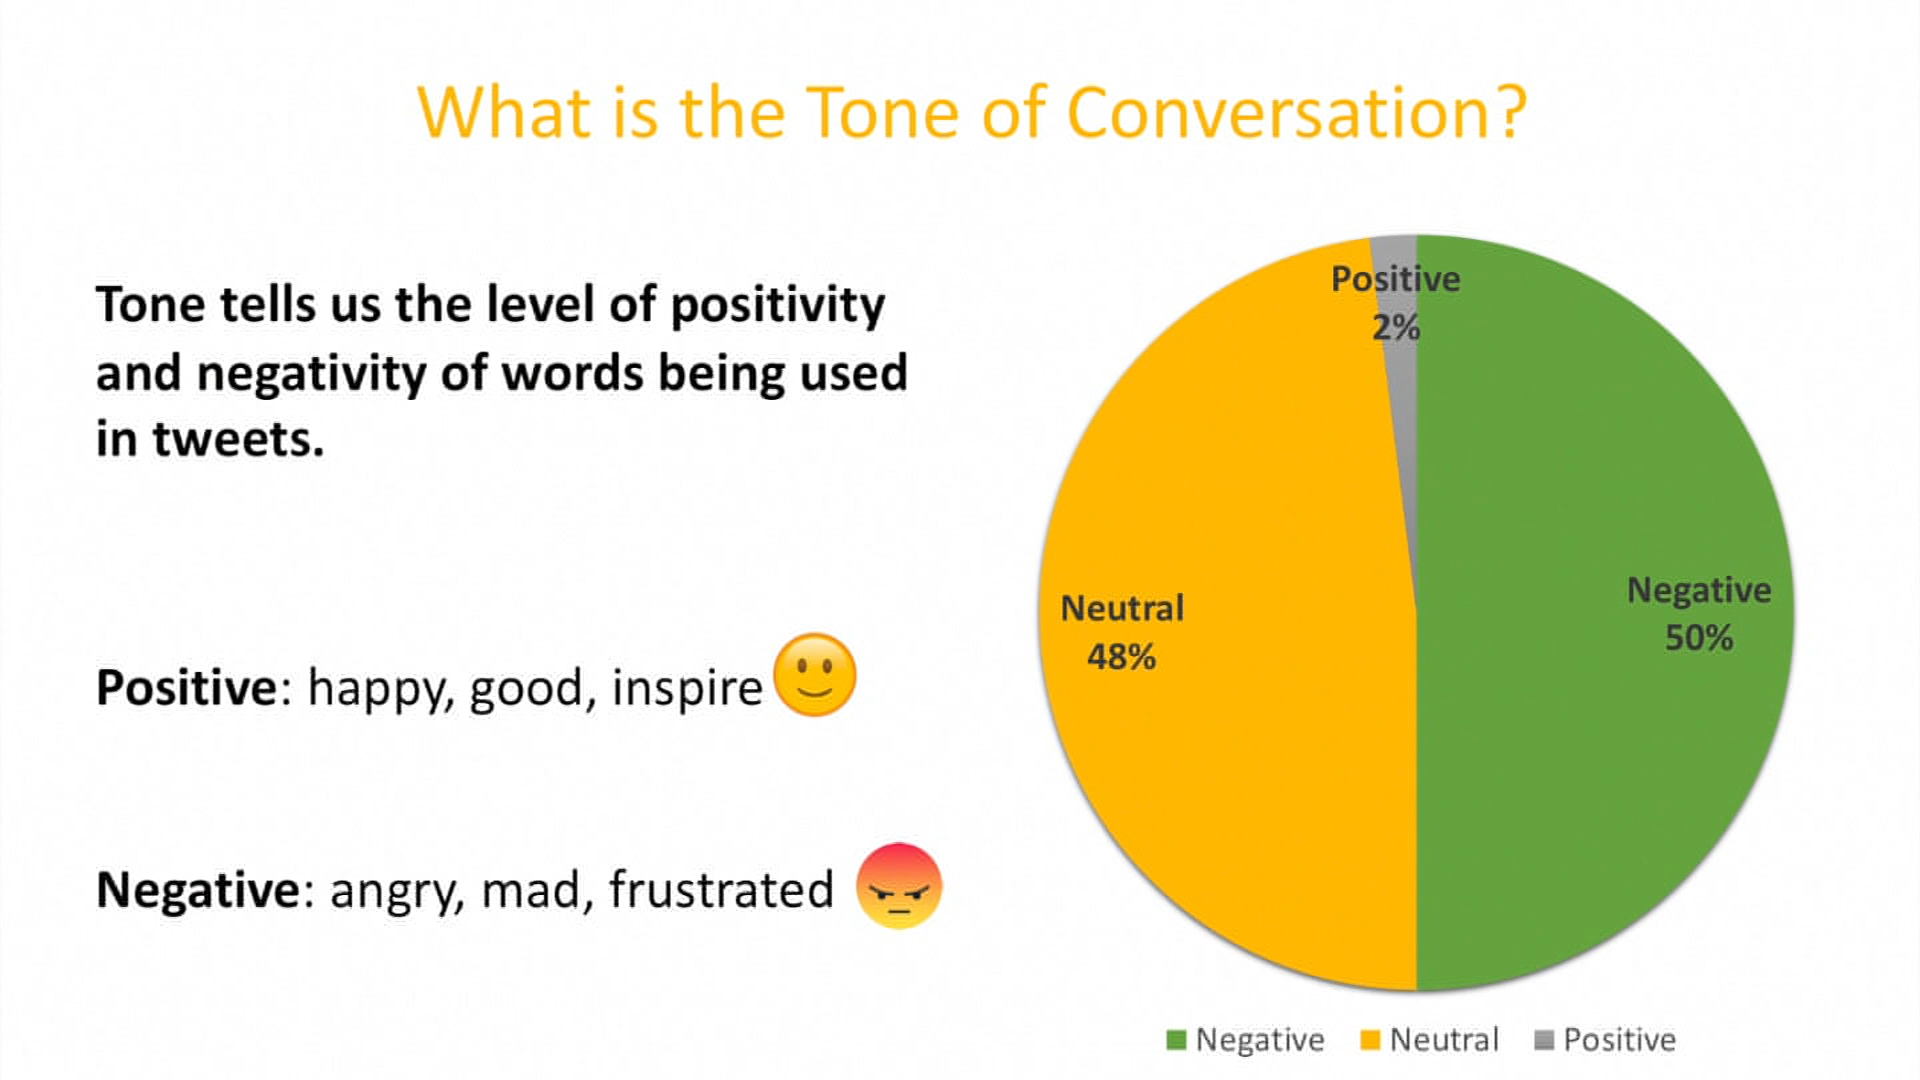 What is the Tone of Conversation?
Tone tells us the level of positivity
and negativity of words being used
in tweets.
Positive: happy, good, inspire
Negative: angry, mad, frustrated
Positive
2%
Neutral
48%
Negative
50%
Negative Neutral Positive